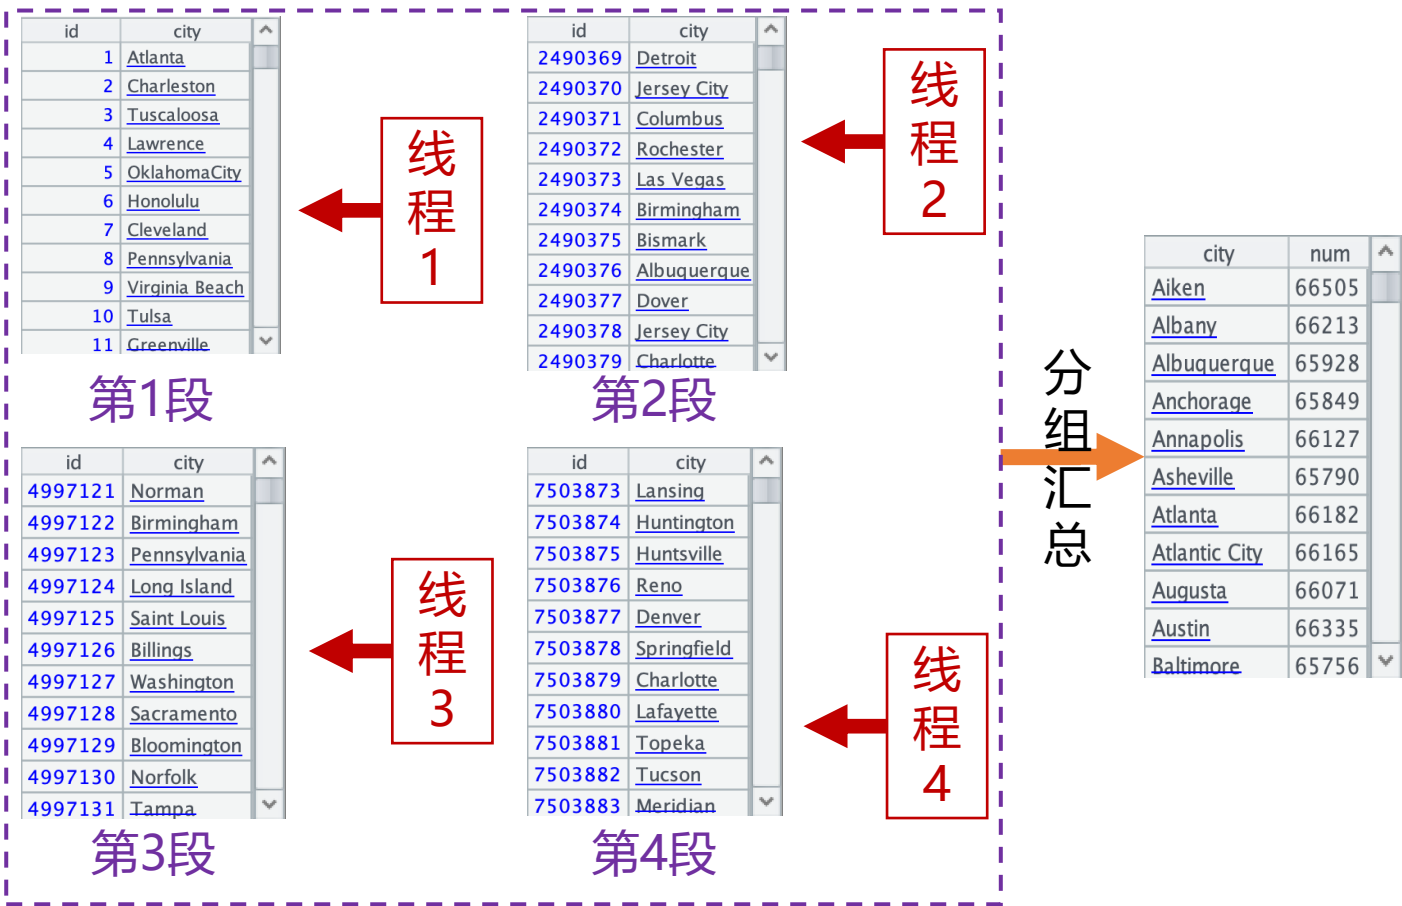 id city
1 Atlanta
2 Charleston
3 Tuscaloosa
4 Lawrence
5 OklahomaCity
6 Honolulu
7 Cleveland
8 Pennsylvania
9 Virginia Beach
10 Tulsa
11 Greenville
第1段
线程1
id city
2490369 Detroit
2490370 Jersey City
2490371 Columbus
2490372 Rochester
2490373 Las Vegas
2490374 Birmingham
2490375 Bismark
2490376 Albuquerque
2490377 Dover
2490378 Jersey City
2490379 Charlotte
第2段
线程2
id city
4997121 Norman
4997122 Birmingham
4997123 Pennsylvania
4997124 Long Island
4997125 Saint Louis
4997126 Billings
4997127 Washington
4997128 Sacramento
4997129 Bloomington
4997130 Norfolk
4997131 Tampa
第3段
线程3
id city
7503873 Lansing
7503874 Huntington
7503875 Huntsville
7503876 Reno
7503877 Denver
7503878 Springfield
7503879 Charlotte
7503880 Lafayette
7503881 Topeka
7503882 Tucson
7503883 Meridian
第4段
线程4
分组汇总
city num
Aiken 66505
Albany 66213
Albuquerque 65928
Anchorage 65849
Annapolis 66127
Asheville 65790
Atlanta 66182
Atlantic City 66165
Augusta 66071
Austin 66335
Baltimore 65756